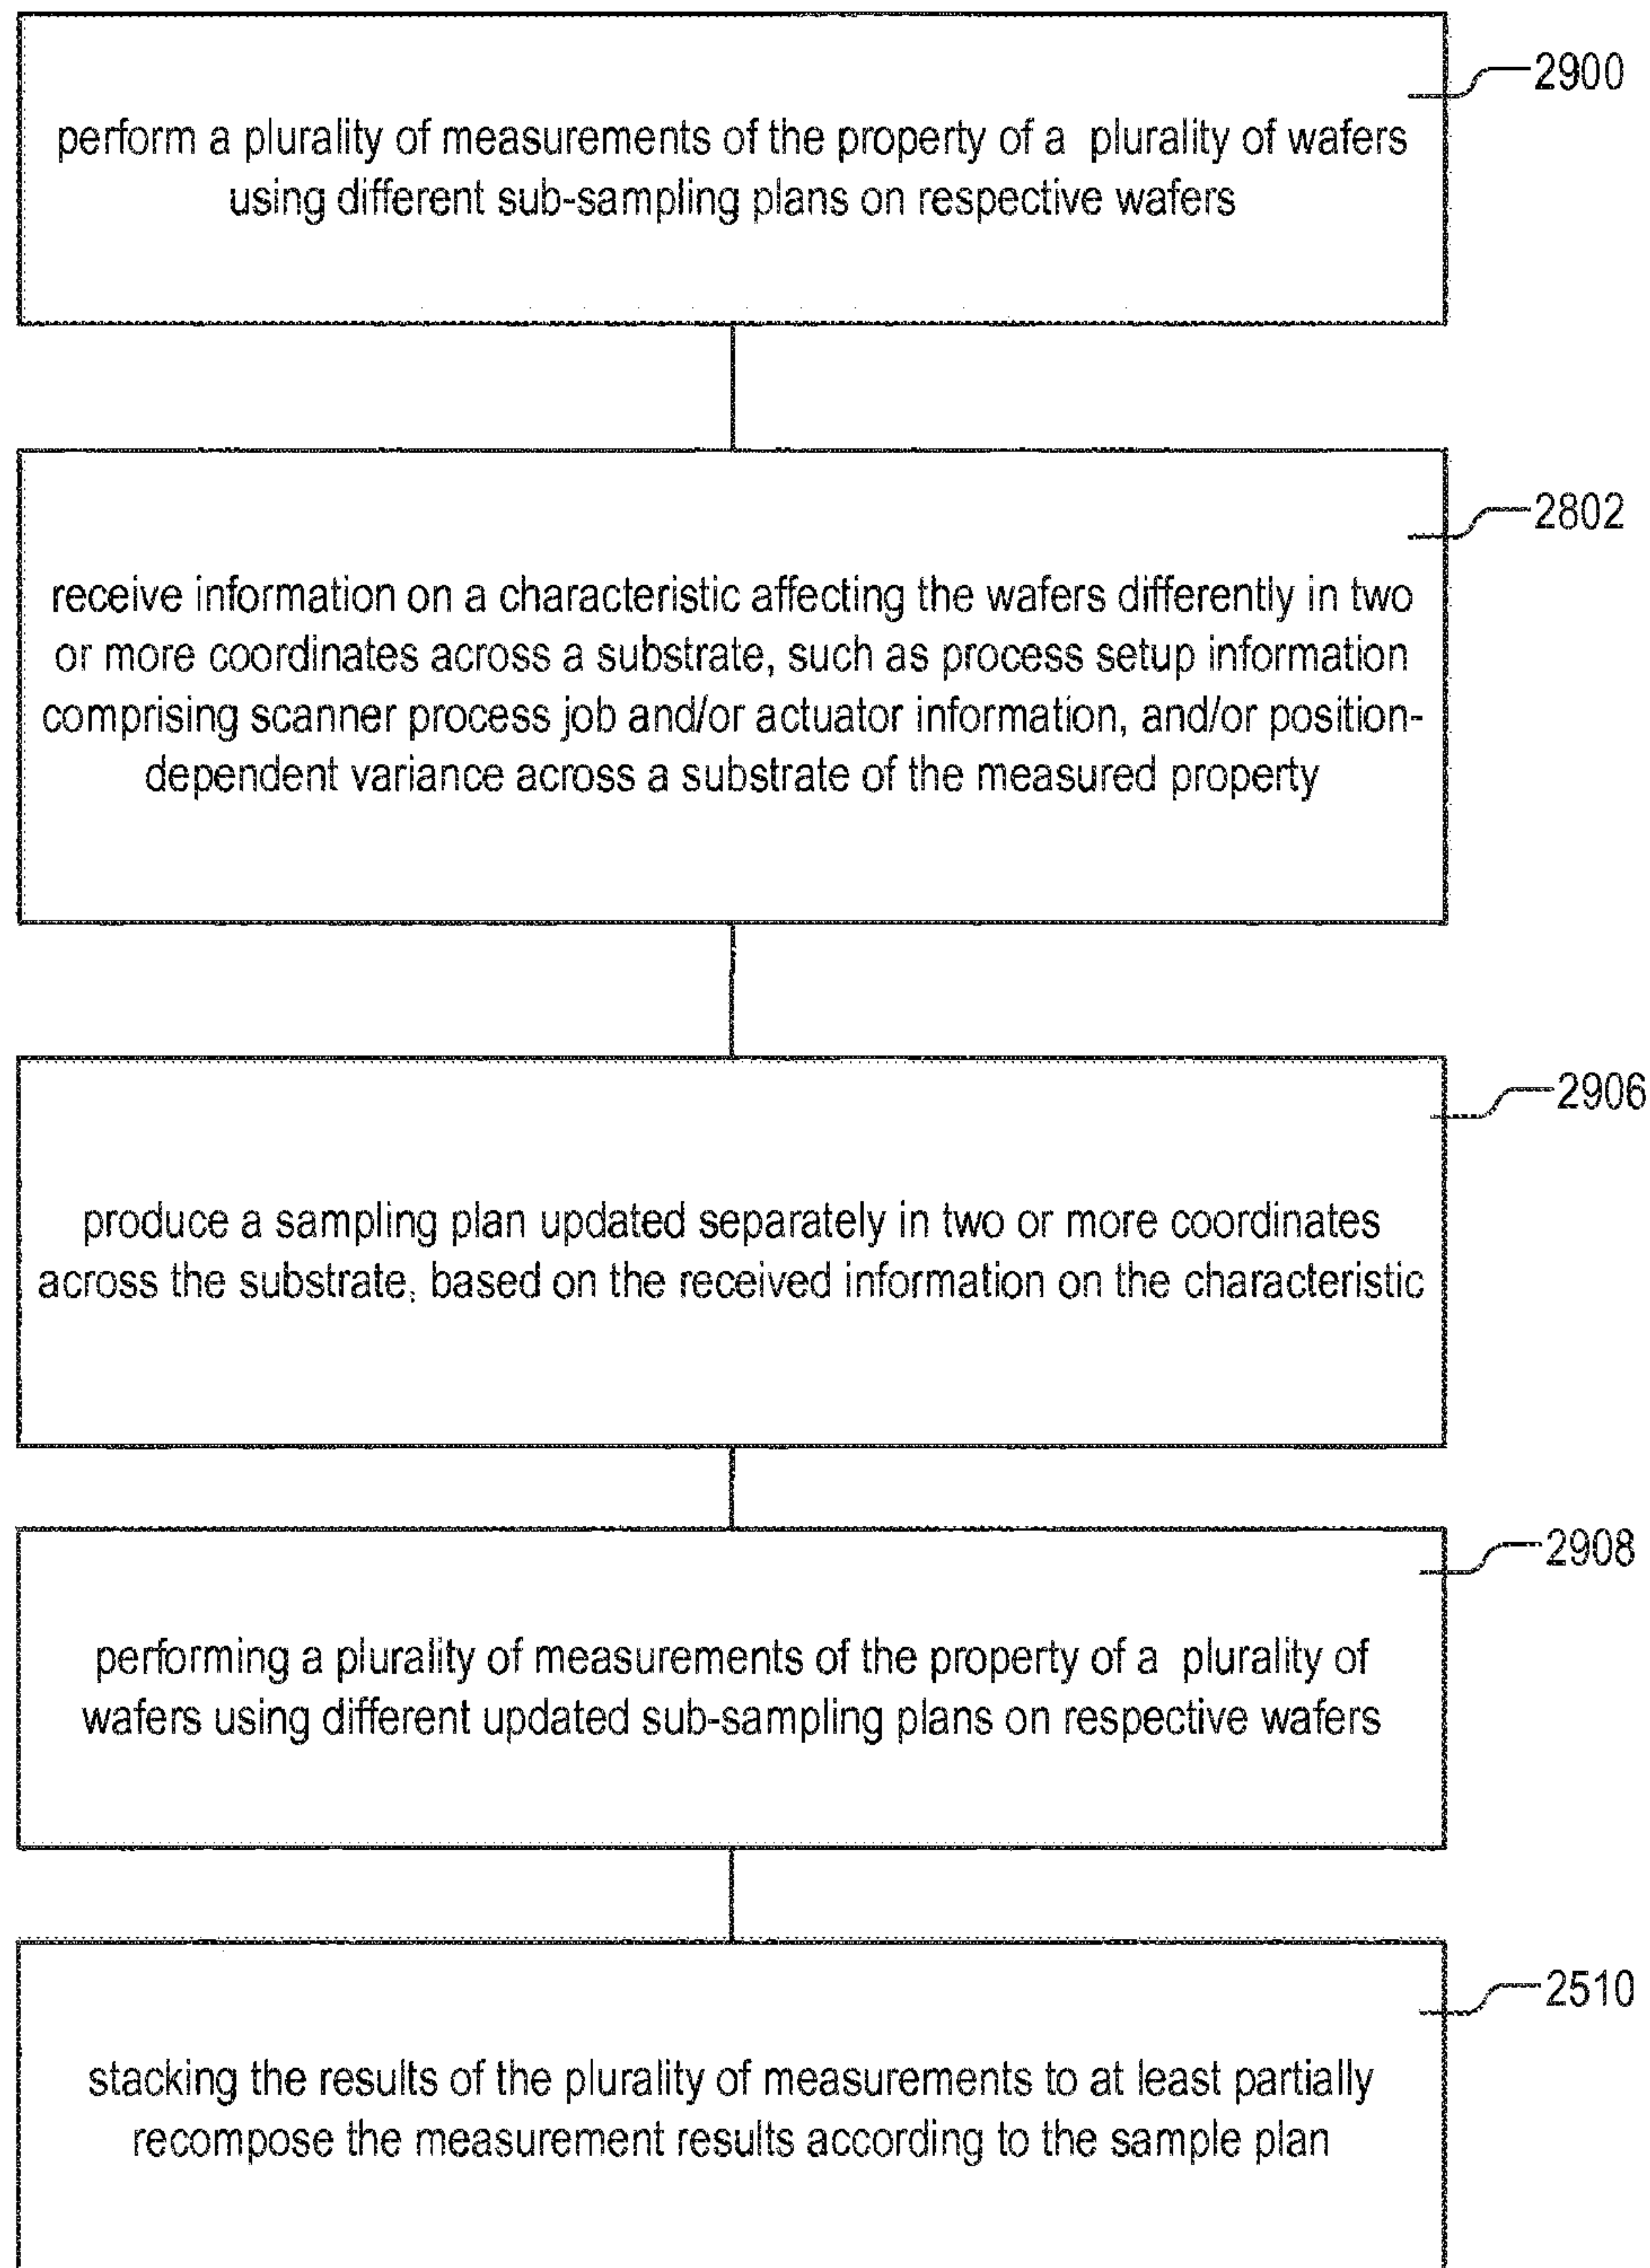 2900
perform a plurality of measurements of the property of a plurality of wafers
using different sub-sampling plans on respective wafers
2802
receive information on a characteristic affecting the wafers differently in two
or more coordinates across a substrate, such as process setup information
comprising scanner process job and/or actuator information, and/or position-
dependent variance across a substrate of the measured property
2906
produce a sampling plan updated separately in two or more coordinates
across the substrate, based on the received information on the characteristic
2908
performing a plurality of measurements of the property of a plurality of
wafers using different updated sub-sampling plans on respective wafers
2510
stacking the results of the plurality of measurements to at least partially
recompose the measurement results according to the sample plan